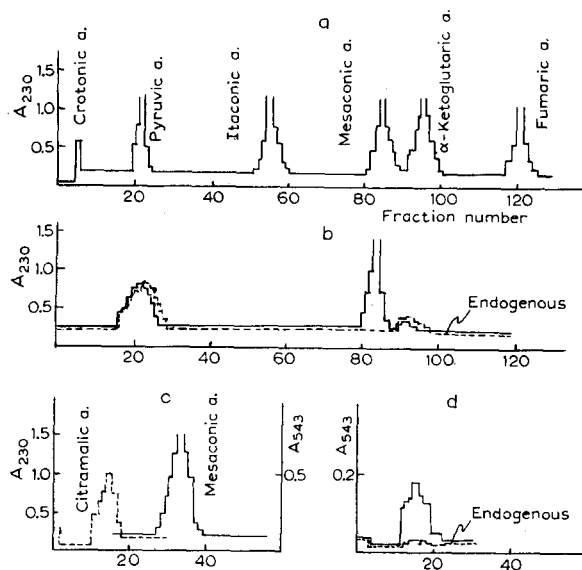 a
A230
1.5
1.0
0.5
Crotonic a.
Pyruvic a.
Itaconic a.
Mesaconic a.
α-Ketoglutaric a.
Fumaric a.
20 40 60 80 100 120
Fraction number
b
A230
1.5
1.0
0.5
Endogenous
20 40 60 80 100 120
c
A230
1.5
1.0
0.5
Citramalic a.
Mesaconic a.
A543
0.5
20 40
d
A543
0.2
Endogenous
20 40